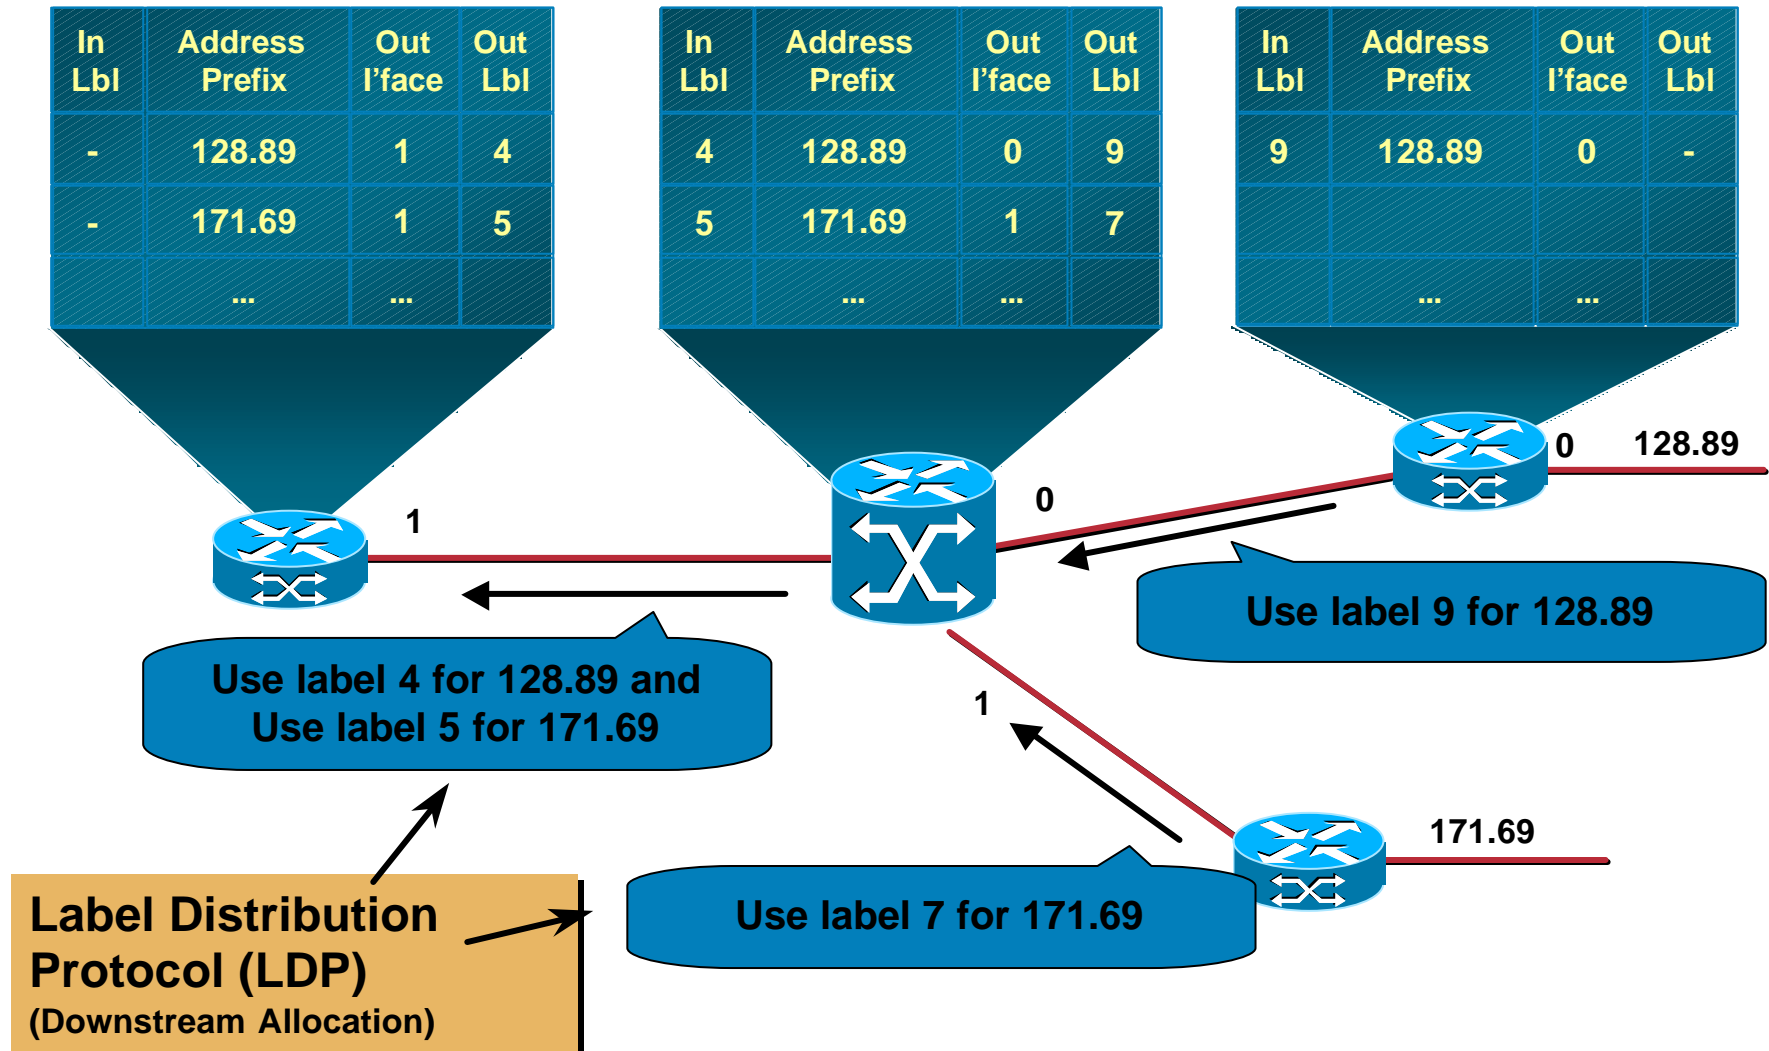 In Lbl Address Prefix Out I'face Out Lbl
- 128.89 1 4
- 171.69 1 5
... ...
In Lbl Address Prefix Out I'face Out Lbl
4 128.89 0 9
5 171.69 1 7
... ...
In Lbl Address Prefix Out I'face Out Lbl
9 128.89 0 -
... ...
0 128.89
0
1
Use label 9 for 128.89
Use label 4 for 128.89 and
Use label 5 for 171.69
1
171.69
Use label 7 for 171.69
Label Distribution
Protocol (LDP)
(Downstream Allocation)